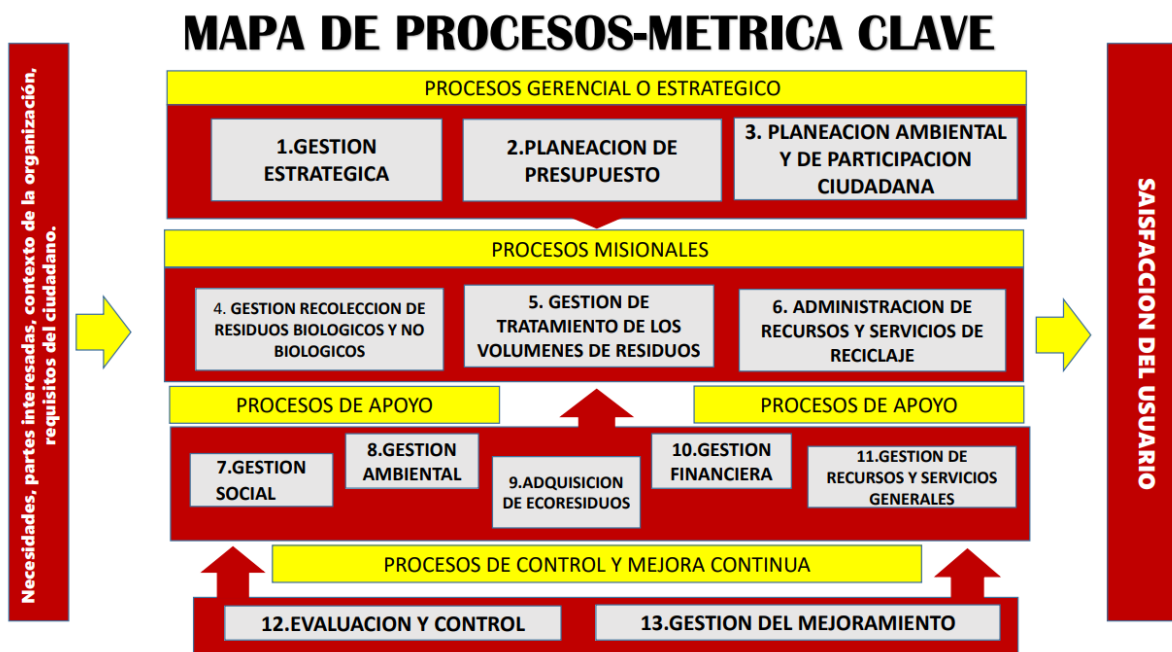 MAPA DE PROCESOS-METRICA CLAVE
Necesidades, partes interesadas, contexto de la organización,
requisitos del ciudadano.
PROCESOS GERENCIAL O ESTRATEGICO
1.GESTION
ESTRATEGICA
2.PLANEACION DE
PRESUPUESTO
3. PLANEACION AMBIENTAL
Y DE PARTICIPACION
CIUDADANA
PROCESOS MISIONALES
4. GESTION RECOLECCION DE
RESIDUOS BIOLOGICOS Y NO
BIOLOGICOS
5. GESTION DE
TRATAMIENTO DE LOS
VOLUMENES DE RESIDUOS
6. ADMINISTRACION DE
RECURSOS Y SERVICIOS DE
RECICLAJE
PROCESOS DE APOYO
PROCESOS DE APOYO
7.GESTION
SOCIAL
8.GESTION
AMBIENTAL
9.ADQUISICION
DE ECORESIDUOS
10.GESTION
FINANCIERA
11.GESTION DE
RECURSOS Y SERVICIOS
GENERALES
PROCESOS DE CONTROL Y MEJORA CONTINUA
12.EVALUACION Y CONTROL
13.GESTION DEL MEJORAMIENTO
SAISFACCION DEL USUARIO